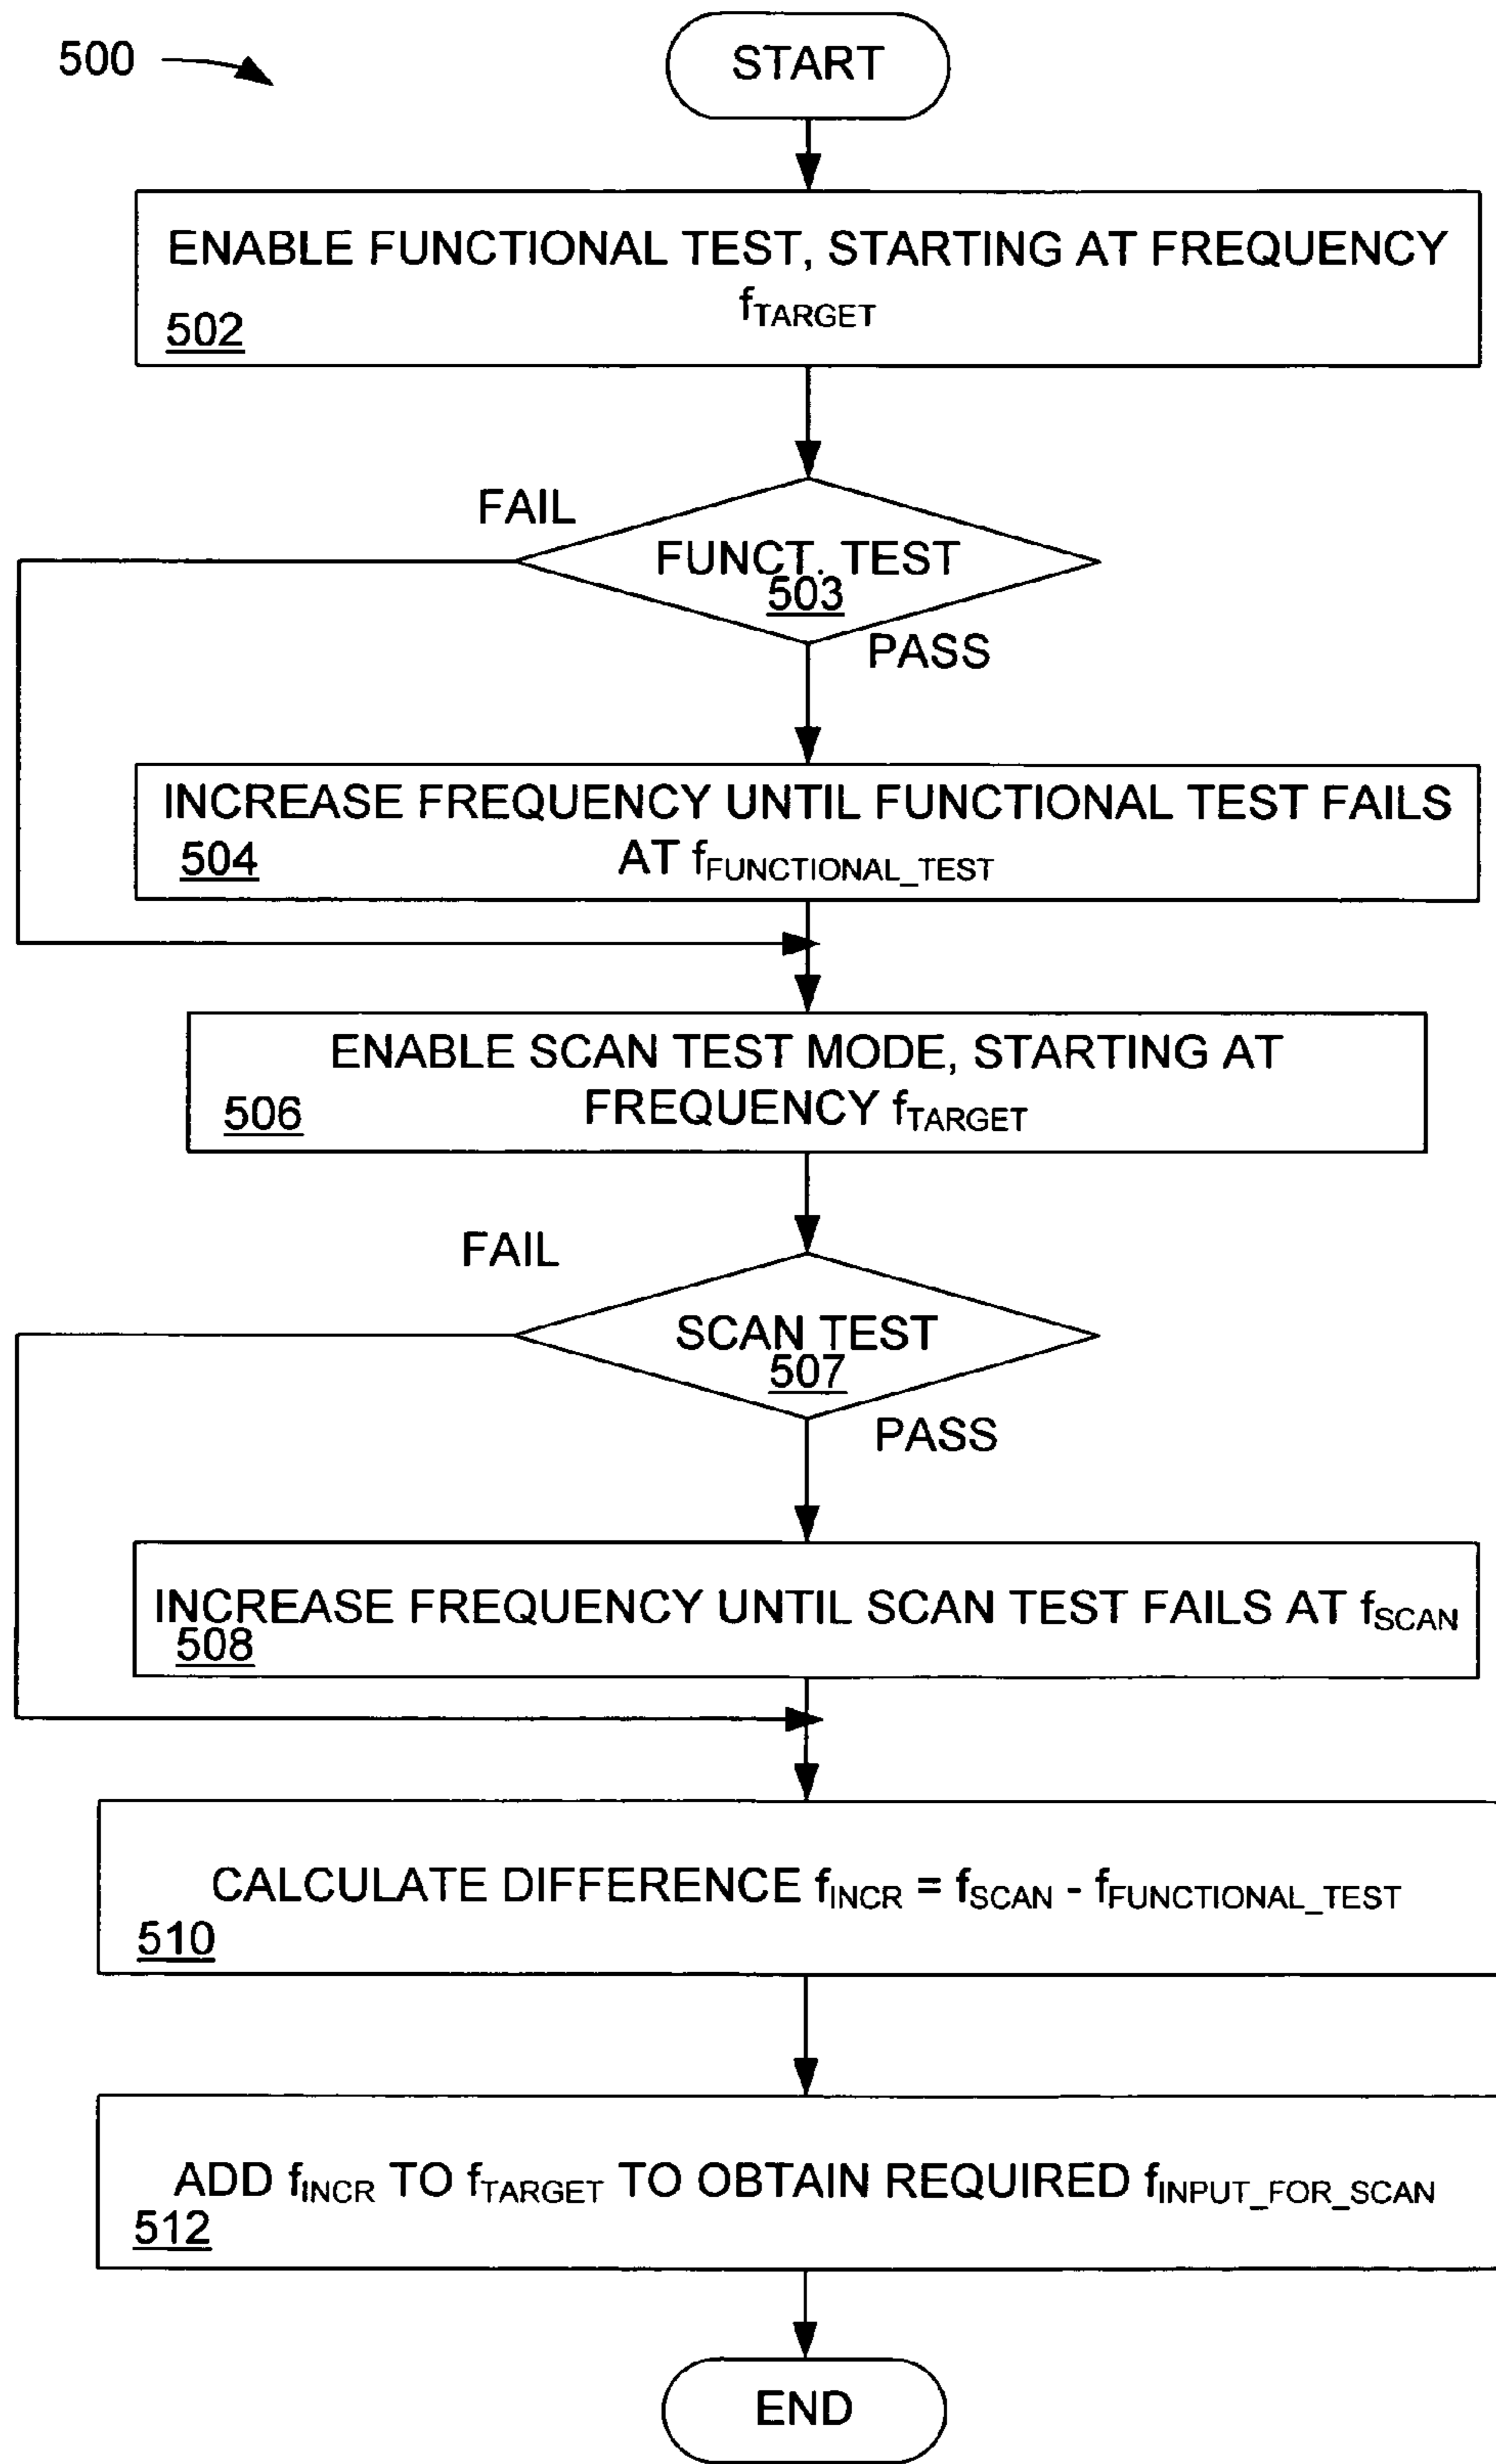 500
START
ENABLE FUNCTIONAL TEST, STARTING AT FREQUENCY
fTARGET
502
FAIL
FUNCT. TEST
503
PASS
INCREASE FREQUENCY UNTIL FUNCTIONAL TEST FAILS
AT fFUNCTIONAL_TEST
504
ENABLE SCAN TEST MODE, STARTING AT
FREQUENCY fTARGET
506
FAIL
SCAN TEST
507
PASS
INCREASE FREQUENCY UNTIL SCAN TEST FAILS AT fSCAN
508
CALCULATE DIFFERENCE fINCR = fSCAN - fFUNCTIONAL_TEST
510
ADD fINCR TO fTARGET TO OBTAIN REQUIRED fINPUT_FOR_SCAN
512
END